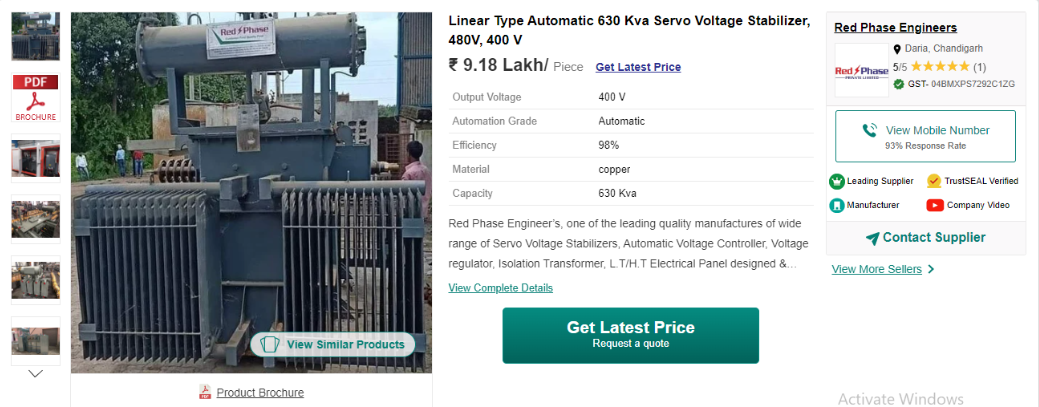 PDF
BROCHURE
Red Phase
View Similar Products
Product Brochure
Linear Type Automatic 630 Kva Servo Voltage Stabilizer,
480V, 400 V
₹ 9.18 Lakh/ Piece Get Latest Price
Output Voltage 400 V
Automation Grade Automatic
Efficiency 98%
Material copper
Capacity 630 Kva
Red Phase Engineer's, one of the leading quality manufactures of wide
range of Servo Voltage Stabilizers, Automatic Voltage Controller, Voltage
regulator, Isolation Transformer, L.T/H.T Electrical Panel designed &...
View Complete Details
Get Latest Price
Request a quote
Red Phase Engineers
Red Phase
Daria, Chandigarh
5/5 (1)
GST- 04BMXPS7292C1ZG
View Mobile Number
93% Response Rate
Leading Supplier TrustSEAL Verified
Manufacturer Company Video
Contact Supplier
View More Sellers
Activate Windows